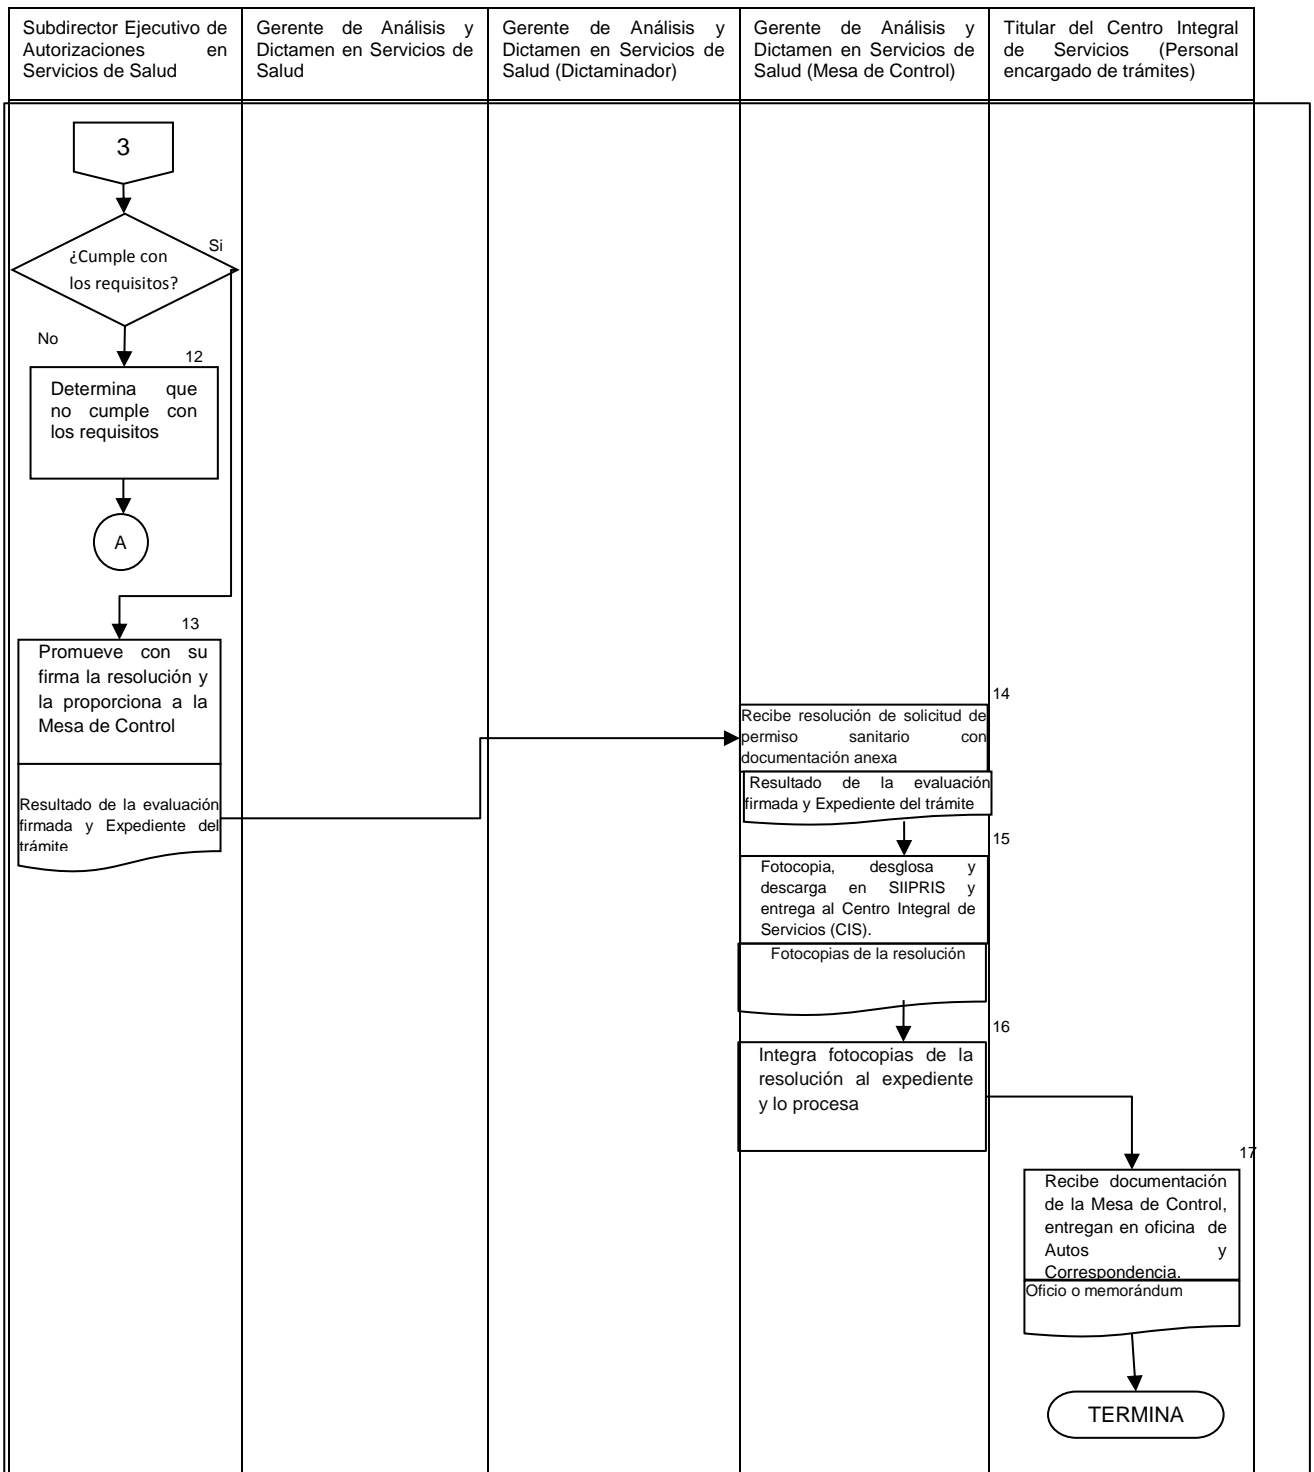 Subdirector Ejecutivo de
Autorizaciones en
Servicios de Salud
Gerente de Análisis y
Dictamen en Servicios de
Salud
Gerente de Análisis y
Dictamen en Servicios de
Salud (Dictaminador)
Gerente de Análisis y
Dictamen en Servicios de
Salud (Mesa de Control)
Titular del Centro Integral
de Servicios (Personal
encargado de trámites)
3
Si
¿Cumple con
los requisitos?
No
12
Determina que
no cumple con
los requisitos
A
13
Promueve con su
firma la resolución y
la proporciona a la
Mesa de Control
Resultado de la evaluación
firmada y Expediente del
trámite
14
Recibe resolución de solicitud de
permiso sanitario con
documentación anexa
Resultado de la evaluación
firmada y Expediente del trámite
15
Fotocopia, desglosa y
descarga en SIIPRIS y
entrega al Centro Integral de
Servicios (CIS).
Fotocopias de la resolución
16
Integra fotocopias de la
resolución al expediente
y lo procesa
17
Recibe documentación
de la Mesa de Control,
entregan en oficina de
Autos y
Correspondencia.
Oficio o memorándum
TERMINA